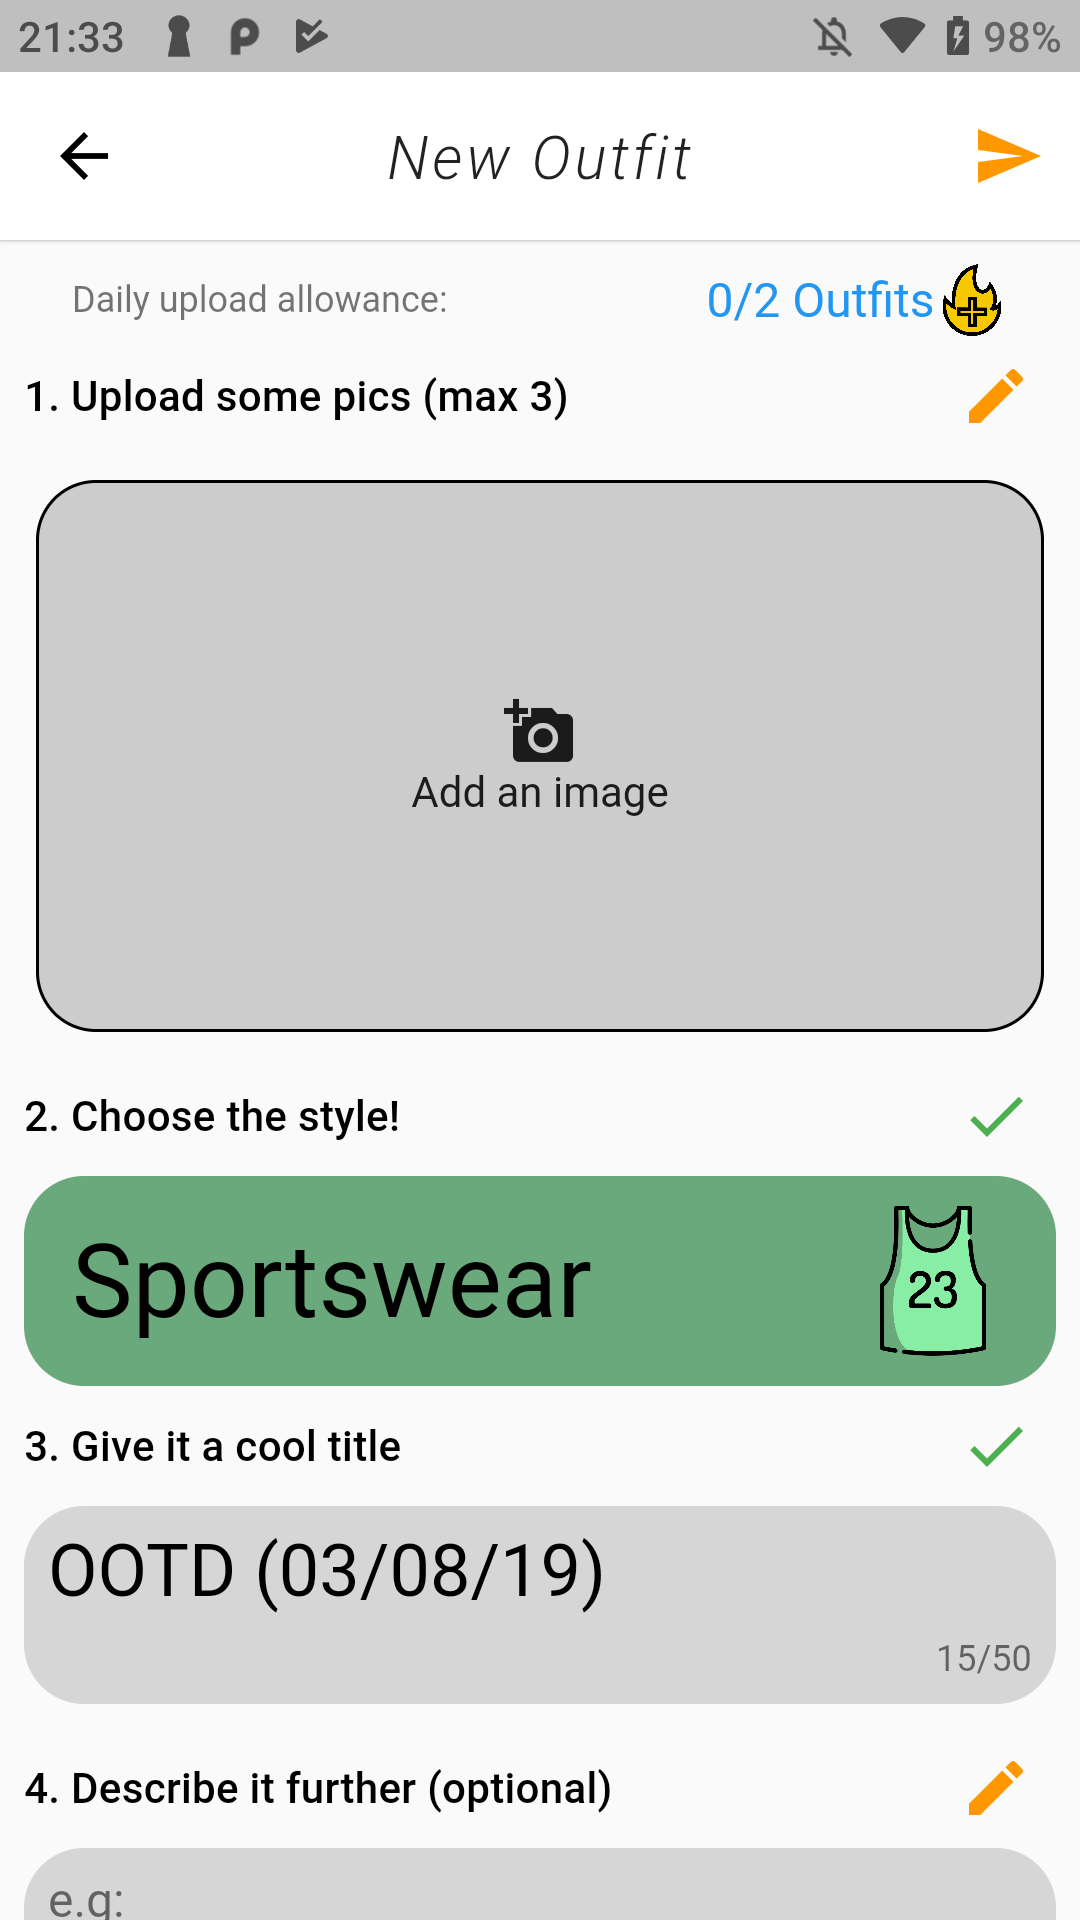 21:33
98%
New Outfit
Daily upload allowance:
0/2 Outfits
1. Upload some pics (max 3)
Add an image
2. Choose the style!
Sportswear
23
3. Give it a cool title
OOTD (03/08/19)
15/50
4. Describe it further (optional)
e.g: